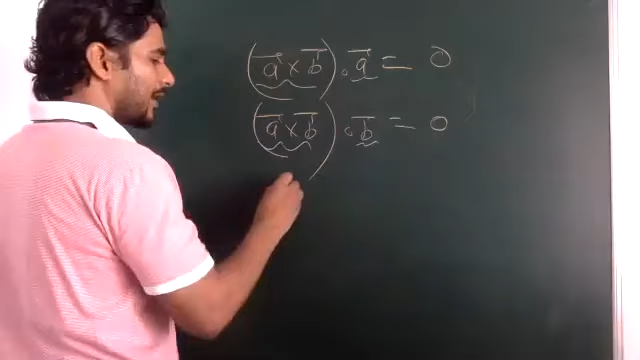 (a⃗ × b⃗) . a⃗ = 0
(a⃗ × b⃗) . b⃗ = 0